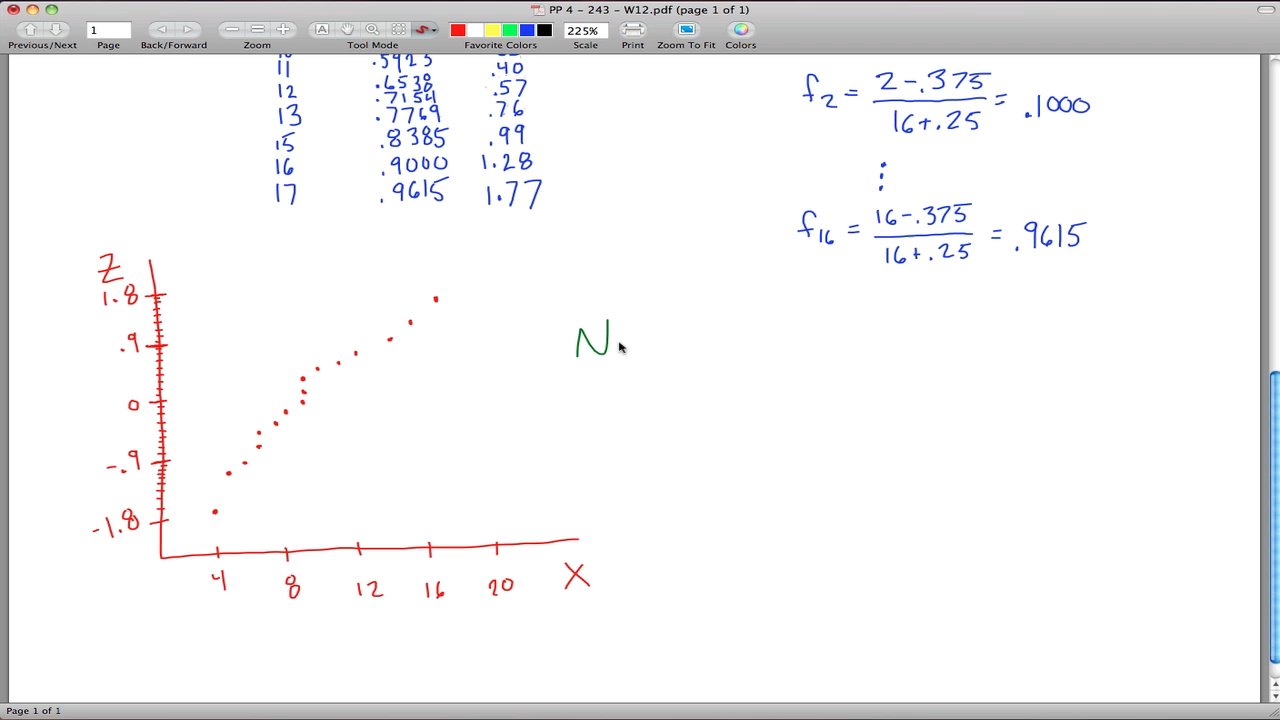 PP 4 - 243 - W12.pdf (page 1 of 1)
1
225%
Previous/Next Page Back/Forward Zoom Tool Mode Favorite Colors Scale Print Zoom To Fit Colors
11 .5923 .40
12 .6538 .57
.7154
13 .7769 .76
15 .8385 .99
16 .9000 1.28
17 .9615 1.77
f2 = 2-.375 / 16+.25 = .1000
⋮
f16 = 16-.375 / 16+.25 = .9615
Z
1.8
.9
0
-.9
-1.8
4 8 12 16 20 X
N
Page 1 of 1